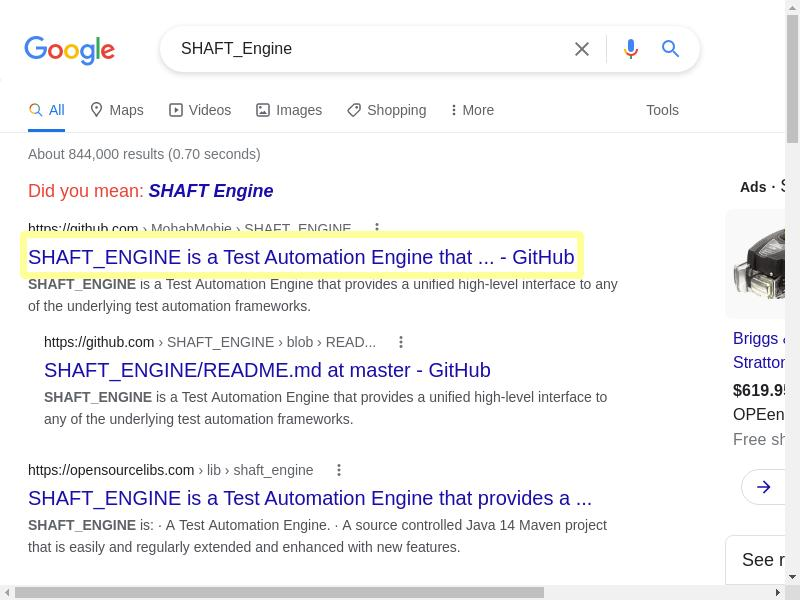 Google
SHAFT_Engine
All Maps Videos Images Shopping More Tools
About 844,000 results (0.70 seconds)
Did you mean: SHAFT Engine
Ads ·
https://github.com › MohabMohie › SHAFT_ENGINE
SHAFT_ENGINE is a Test Automation Engine that ... - GitHub
SHAFT_ENGINE is a Test Automation Engine that provides a unified high-level interface to any
of the underlying test automation frameworks.
https://github.com › SHAFT_ENGINE › blob › READ...
SHAFT_ENGINE/README.md at master - GitHub
SHAFT_ENGINE is a Test Automation Engine that provides a unified high-level interface to
any of the underlying test automation frameworks.
https://opensourcelibs.com › lib › shaft_engine
SHAFT_ENGINE is a Test Automation Engine that provides a ...
SHAFT_ENGINE is: · A Test Automation Engine. · A source controlled Java 14 Maven project
that is easily and regularly extended and enhanced with new features.
Briggs
Stratton
$619.95
OPEen
Free sh
See r